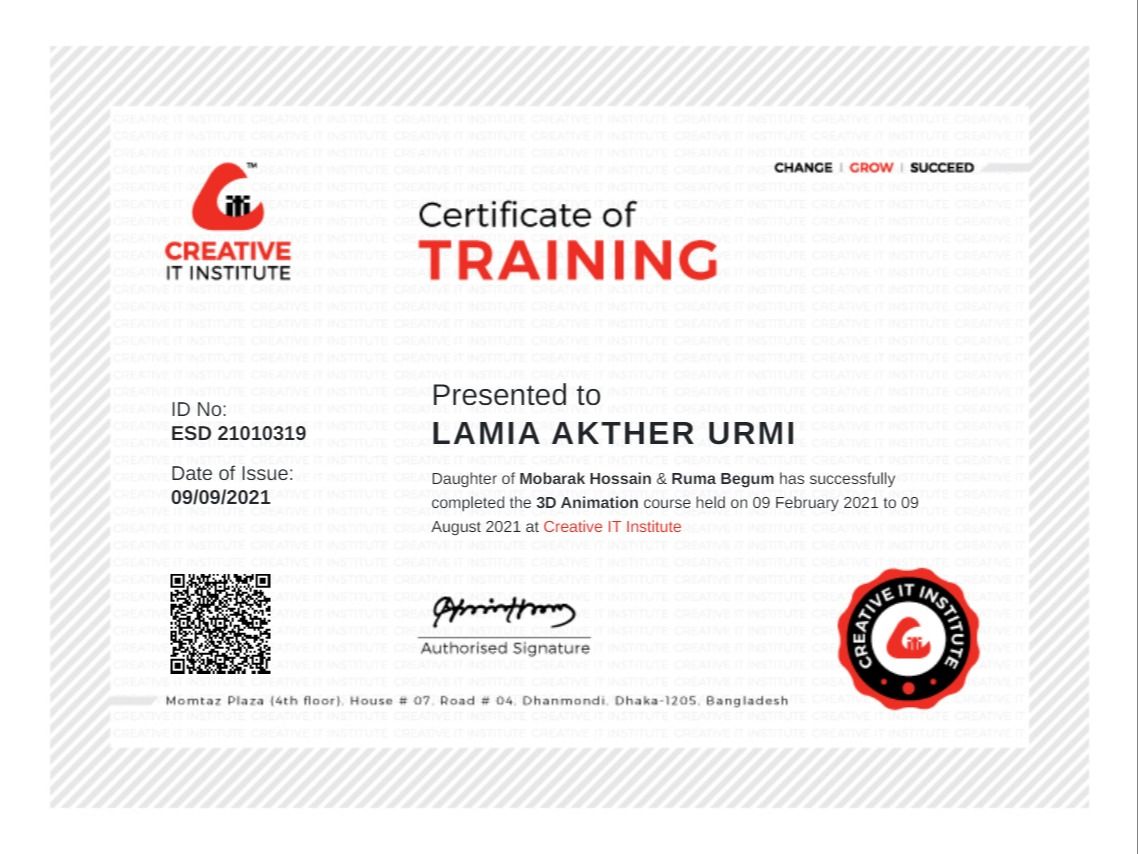 CHANGE | GROW | SUCCEED
iTi
™
CREATIVE
IT INSTITUTE
Certificate of
TRAINING
ID No:
ESD 21010319
Date of Issue:
09/09/2021
Presented to
LAMIA AKTHER URMI
Daughter of Mobarak Hossain & Ruma Begum has successfully
completed the 3D Animation course held on 09 February 2021 to 09
August 2021 at Creative IT Institute
Authorised Signature
CREATIVE IT INSTITUTE
iTi
Momtaz Plaza (4th floor), House # 07, Road # 04, Dhanmondi, Dhaka-1205, Bangladesh